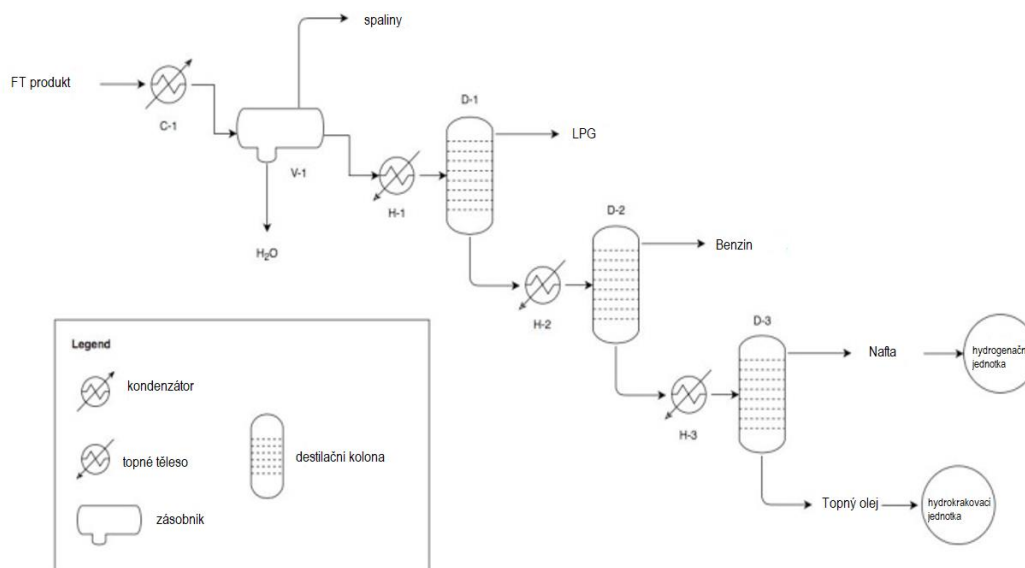 spaliny
FT produkt
C-1
V-1
H₂O
H-1
D-1
LPG
D-2
Benzín
H-2
D-3
Nafta
hydrogenační
jednotka
H-3
Topný olej
hydrokrakovací
jednotka
Legend
kondenzátor
topné těleso
destilační kolona
zásobník